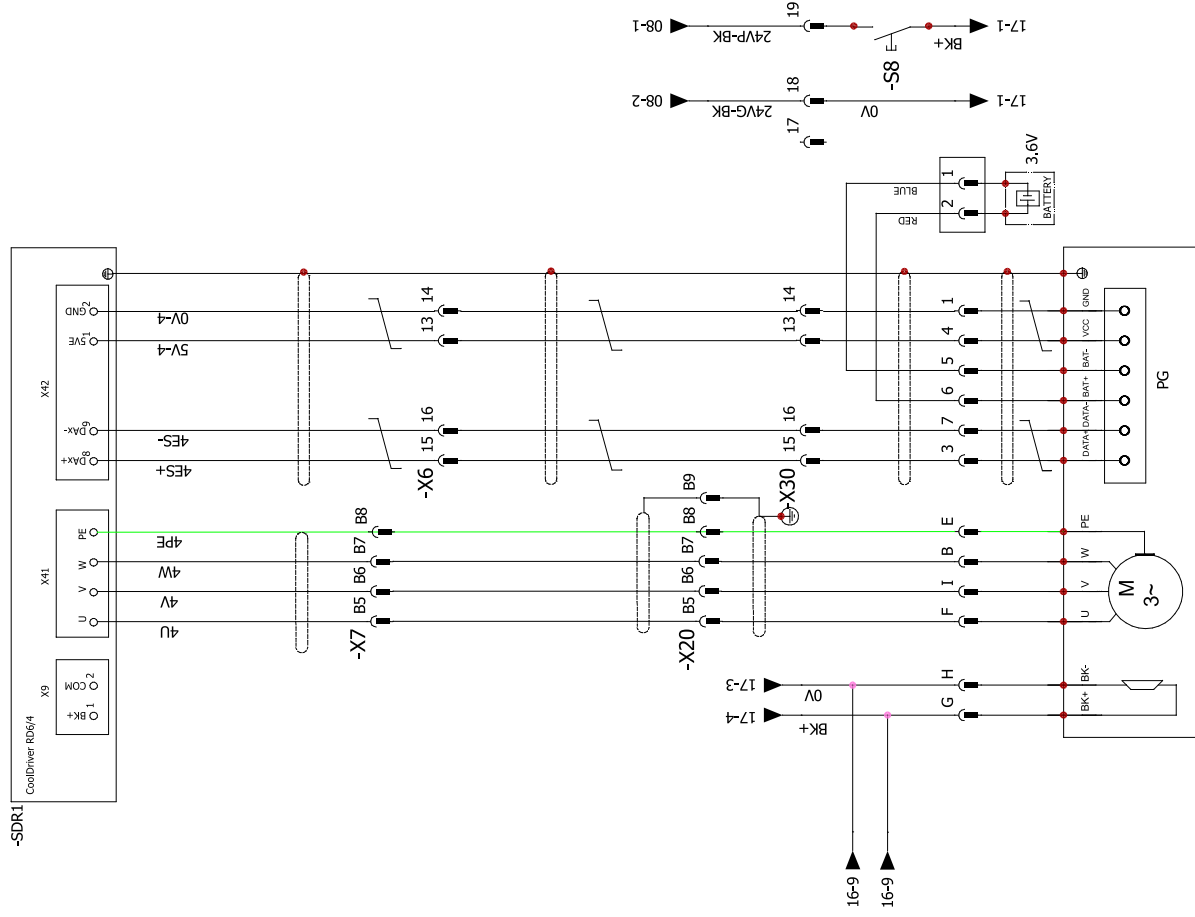 08-1
24VP-BK
19
-S8
BK+
17-1
08-2
24VG-BK
18
0V
17-1
17
BLUE
RED
1
2
3.6V
BATTERY
-SDR1
CoolDriver RD6/4
X42
GND
2
5VE
1
DAx-
9
DAx+
8
0V-4
5V-4
4ES-
4ES+
14
13
16
15
-X6
14
13
16
15
-X30
1
4
5
6
7
3
GND
VCC
BAT-
BAT+
DATA-
DATA+
PG
X41
PE
W
V
U
4PE
4W
4V
4U
B8
B7
B6
B5
-X7
B9
B8
B7
B6
B5
-X20
E
B
I
F
PE
W
V
U
M
3~
X9
COM
2
BK+
1
17-3
0V
17-4
BK+
H
G
BK-
BK+
16-9
16-9